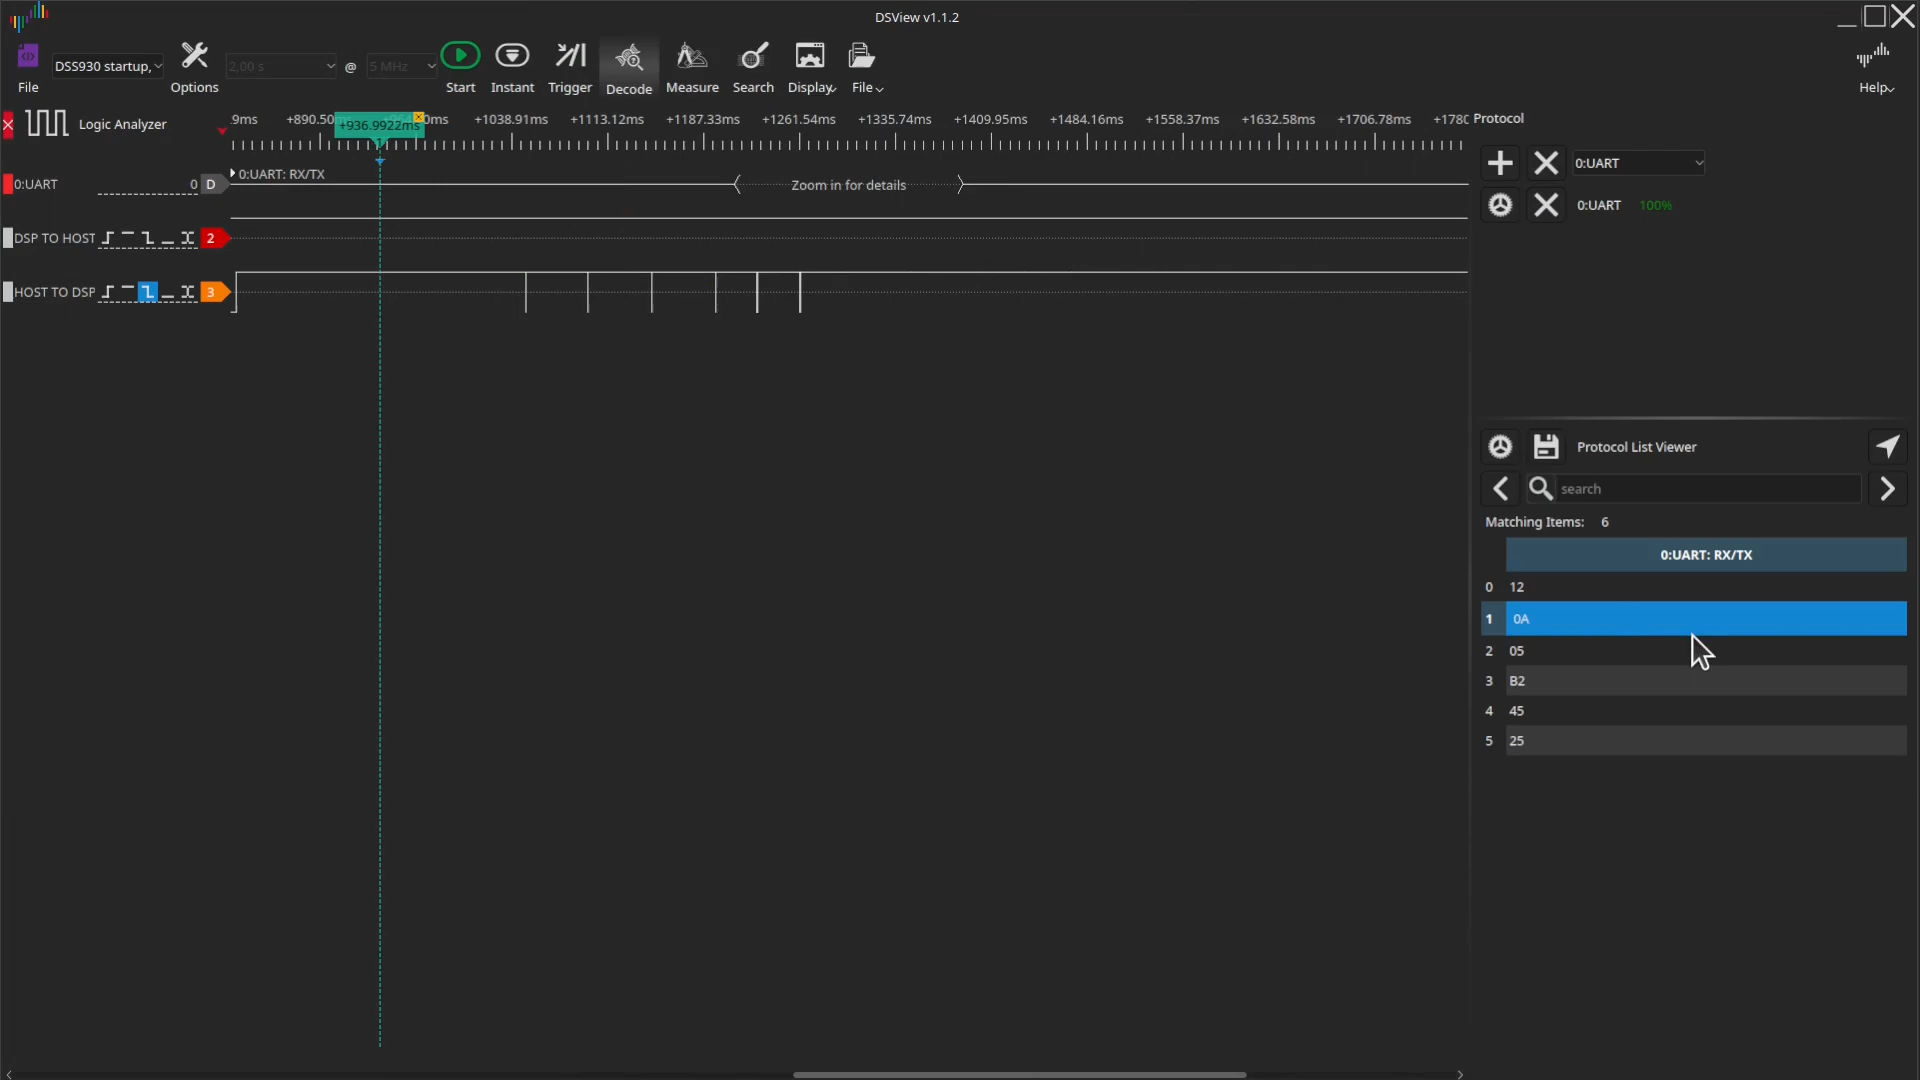 DSView v1.1.2
File
DSS930 startup,
Options
2.00 s
@
5 MHz
Start
Instant
Trigger
Decode
Measure
Search
Display
File
Help
Logic Analyzer
9ms
+890.50
+936.9922ms
0ms
+1038.91ms
+1113.12ms
+1187.33ms
+1261.54ms
+1335.74ms
+1409.95ms
+1484.16ms
+1558.37ms
+1632.58ms
+1706.78ms
+1780
Protocol
0:UART
0:UART 0 D
0:UART: RX/TX
Zoom in for details
0:UART 100%
DSP TO HOST 2
HOST TO DSP 3
Protocol List Viewer
search
Matching Items: 6
0:UART: RX/TX
0 12
1 0A
2 05
3 B2
4 45
5 25